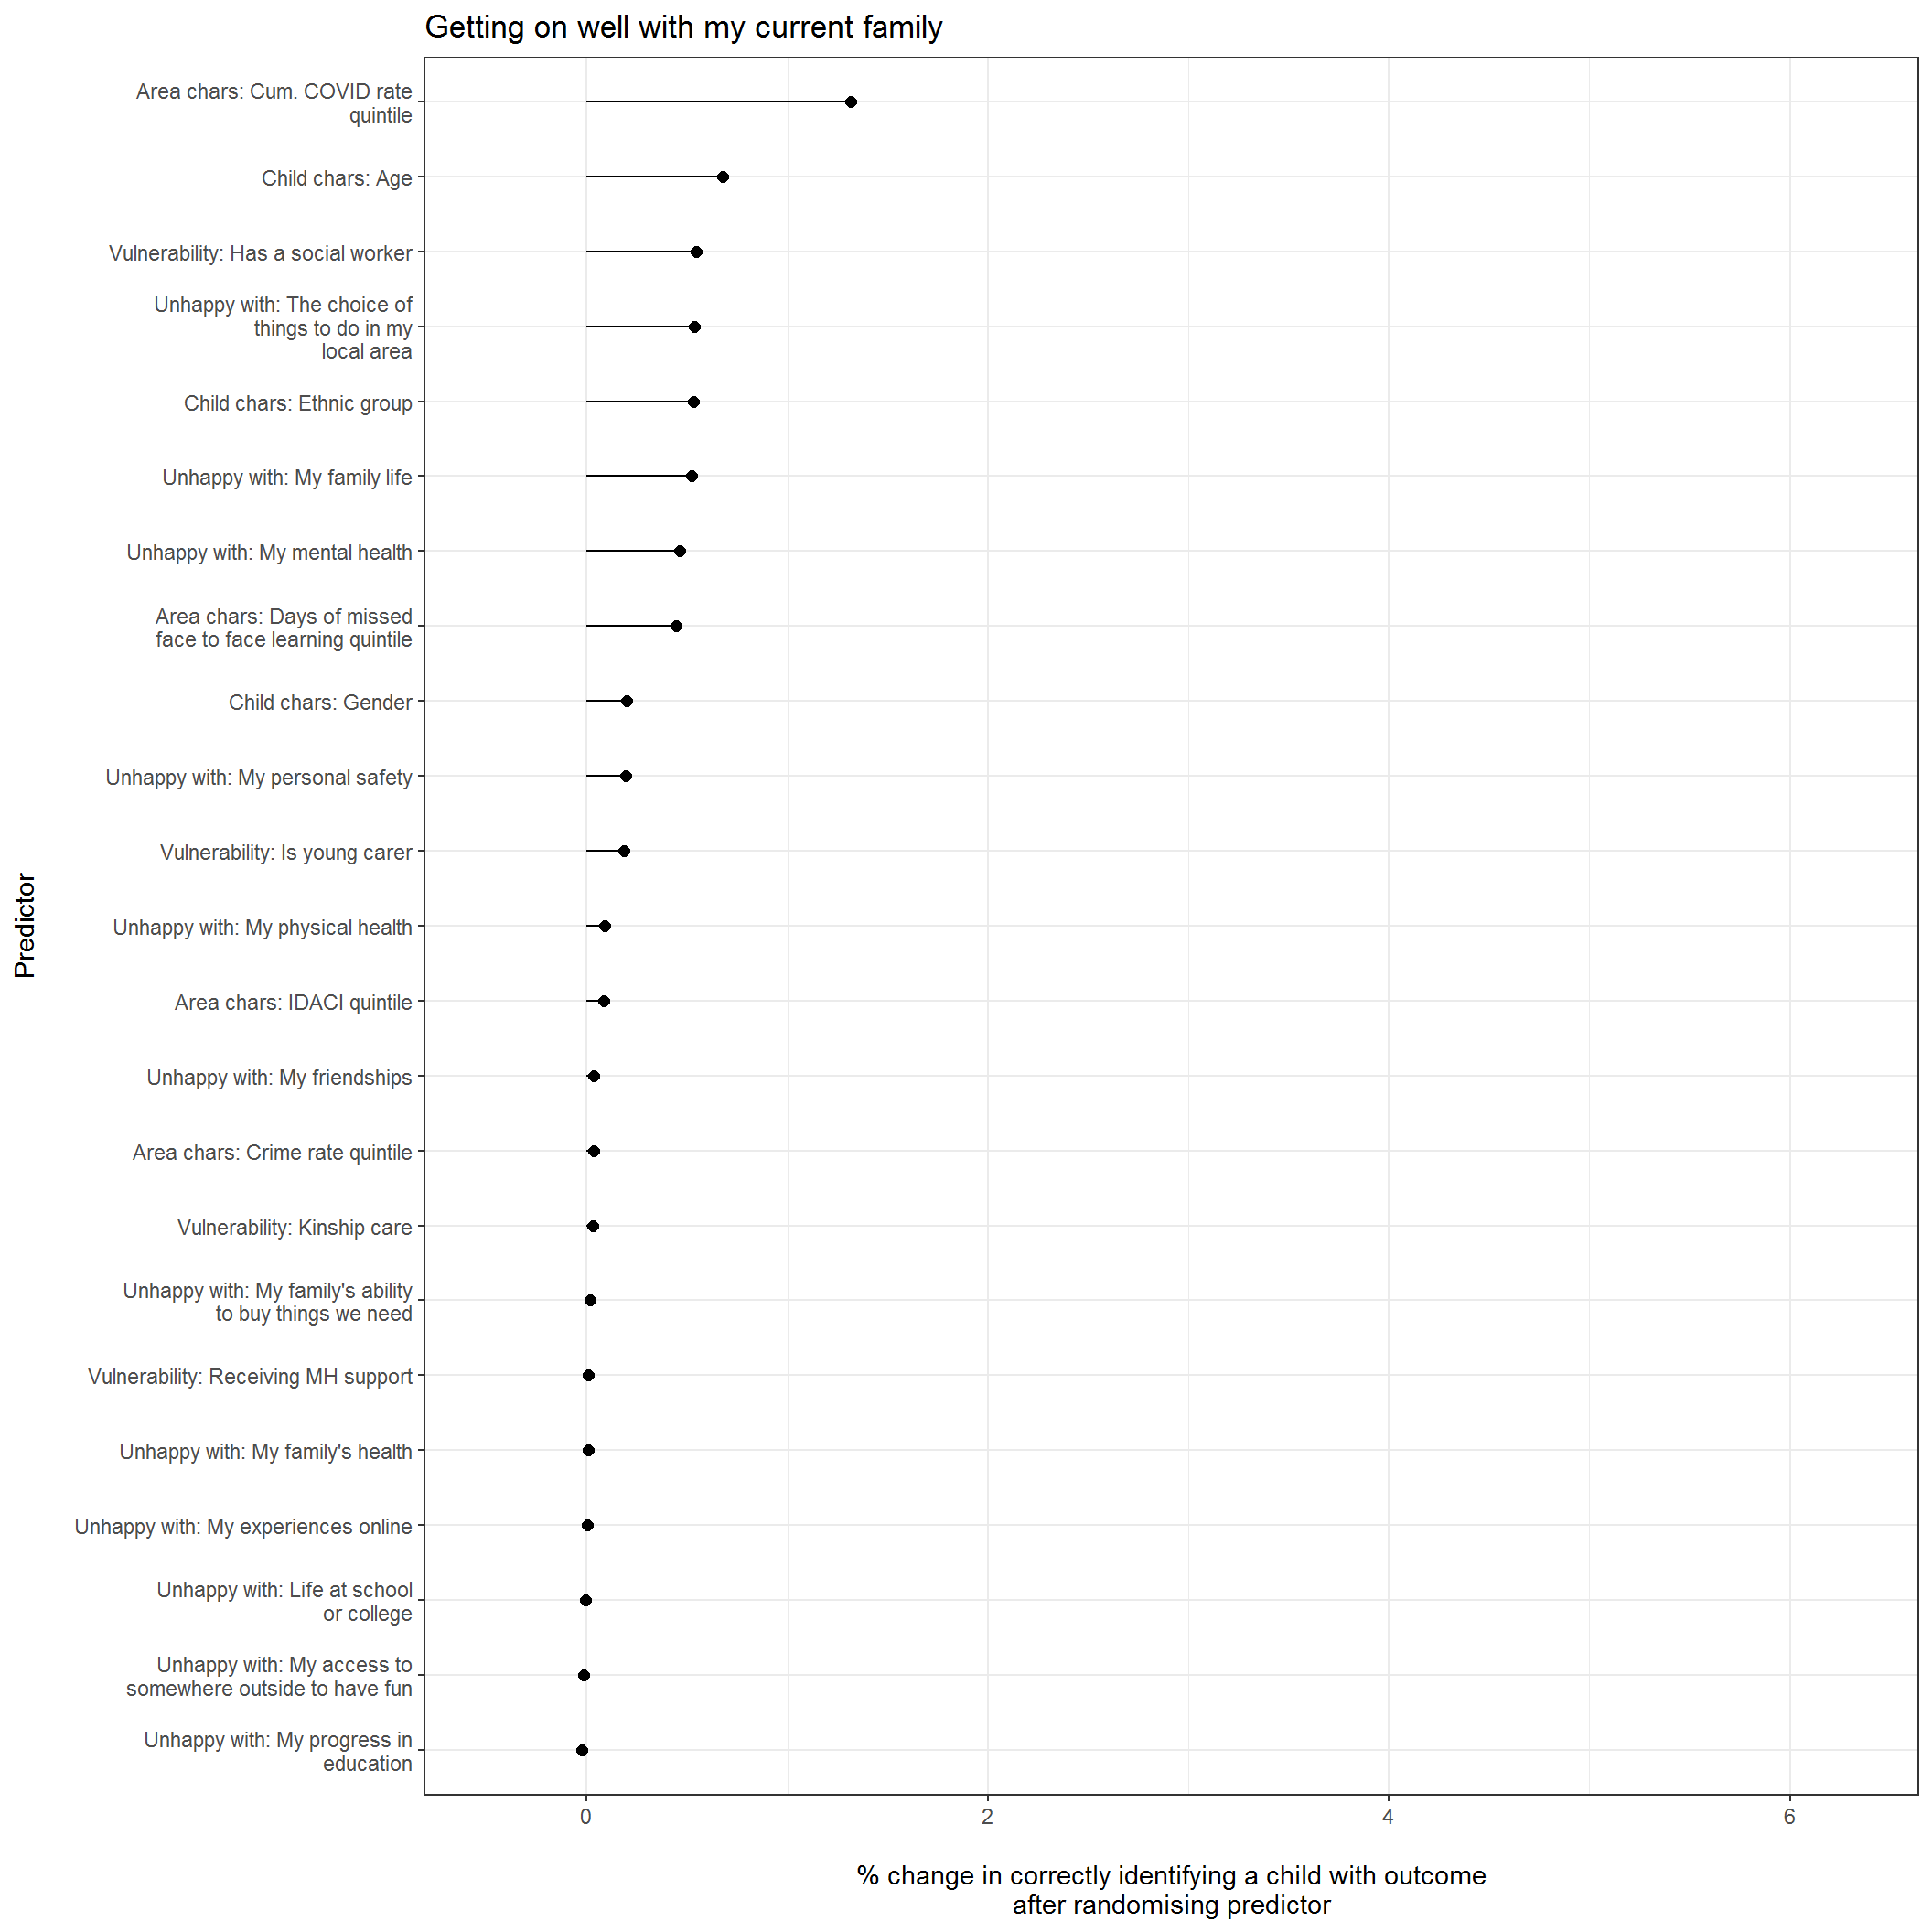 Getting on well with my current family
Area chars: Cum. COVID rate
quintile
Child chars: Age
Vulnerability: Has a social worker
Unhappy with: The choice of
things to do in my
local area
Child chars: Ethnic group
Unhappy with: My family life
Unhappy with: My mental health
Area chars: Days of missed
face to face learning quintile
Child chars: Gender
Unhappy with: My personal safety
Vulnerability: Is young carer
Predictor
Unhappy with: My physical health
Area chars: IDACI quintile
Unhappy with: My friendships
Area chars: Crime rate quintile
Vulnerability: Kinship care
Unhappy with: My family's ability
to buy things we need
Vulnerability: Receiving MH support
Unhappy with: My family's health
Unhappy with: My experiences online
Unhappy with: Life at school
or college
Unhappy with: My access to
somewhere outside to have fun
Unhappy with: My progress in
education
0 2 4 6
% change in correctly identifying a child with outcome
after randomising predictor